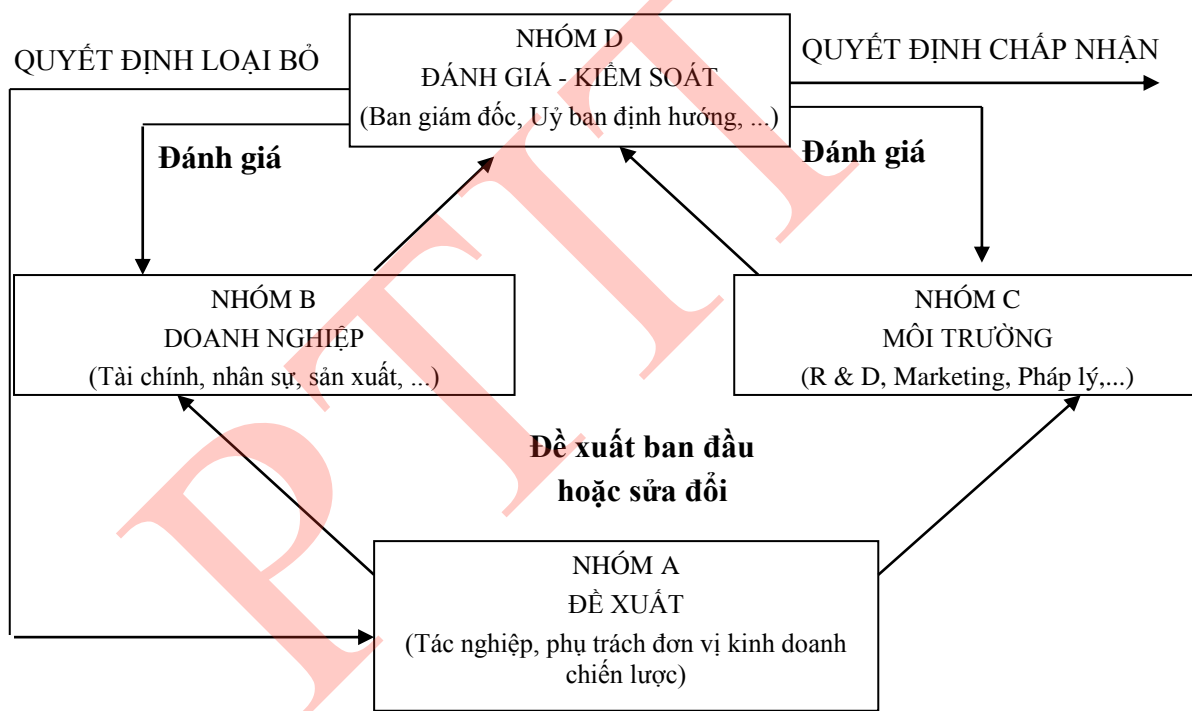 NHÓM D
ĐÁNH GIÁ - KIỂM SOÁT
(Ban giám đốc, Uỷ ban định hướng, ...)
QUYẾT ĐỊNH LOẠI BỎ
QUYẾT ĐỊNH CHẤP NHẬN
Đánh giá
Đánh giá
NHÓM B
DOANH NGHIỆP
(Tài chính, nhân sự, sản xuất, ...)
NHÓM C
MÔI TRƯỜNG
(R & D, Marketing, Pháp lý,...)
Đề xuất ban đầu
hoặc sửa đổi
NHÓM A
ĐỀ XUẤT
(Tác nghiệp, phụ trách đơn vị kinh doanh
chiến lược)
PTIT